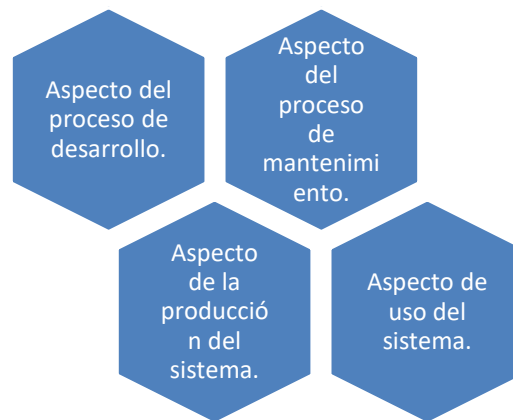 Aspecto del
proceso de
desarrollo.
Aspecto
del
proceso
de
mantenimi
ento.
Aspecto
de la
producció
n del
sistema.
Aspecto de
uso del
sistema.